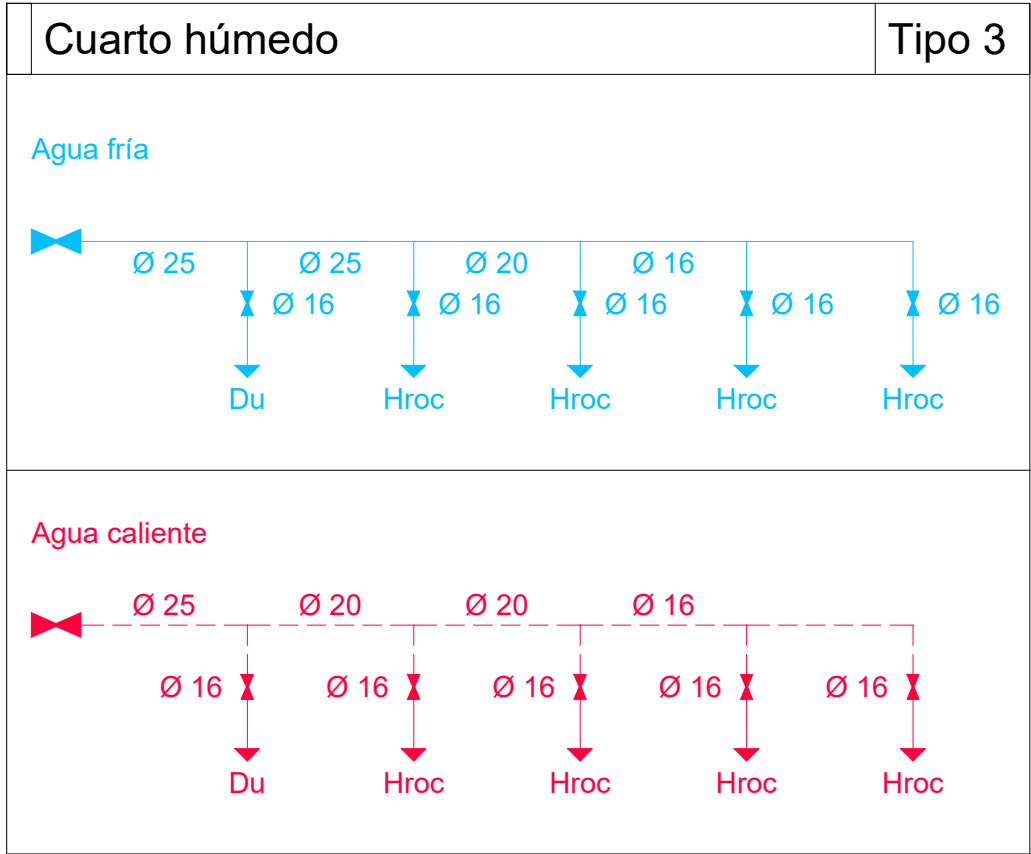 Cuarto húmedo Tipo 3
Agua fría
Ø 25 Ø 25 Ø 20 Ø 16
Ø 16 Ø 16 Ø 16 Ø 16 Ø 16
Du Hroc Hroc Hroc Hroc
Agua caliente
Ø 25 Ø 20 Ø 20 Ø 16
Ø 16 Ø 16 Ø 16 Ø 16 Ø 16
Du Hroc Hroc Hroc Hroc